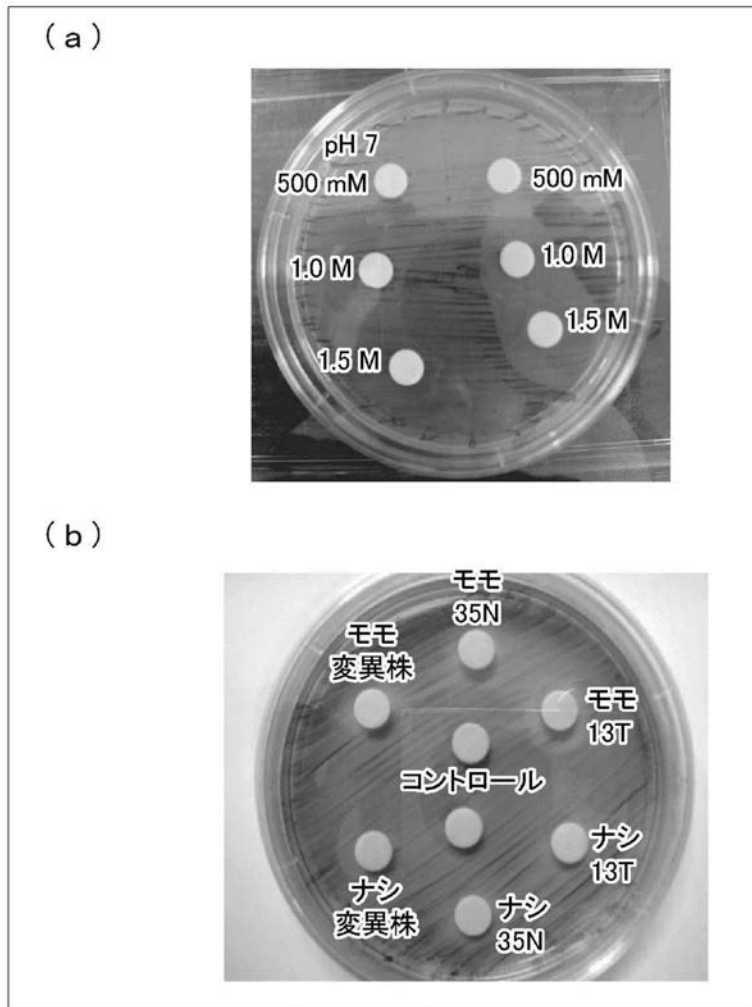 (a)
pH 7
500 mM
500 mM
1.0 M
1.0 M
1.5 M
1.5 M
(b)
モモ
35N
モモ
変異株
モモ
13T
コントロール
ナシ
13T
ナシ
変異株
ナシ
35N